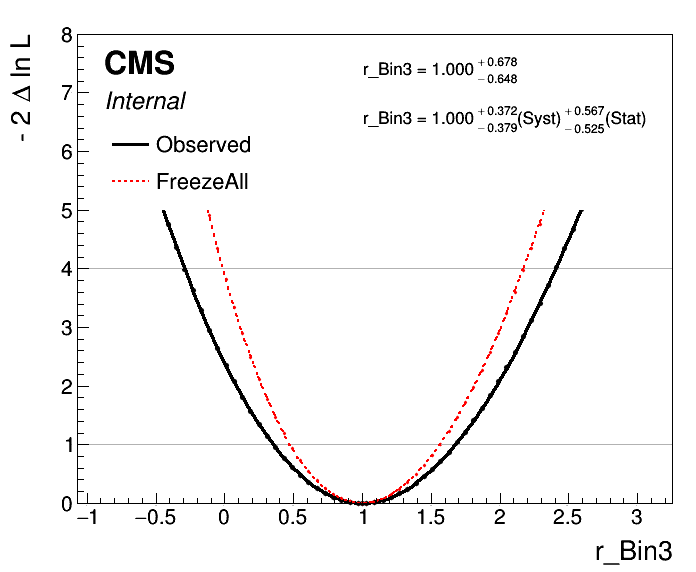 - 2 Δ ln L
8
7
6
5
4
3
2
1
0
CMS
Internal
Observed
FreezeAll
r_Bin3 = 1.000 +0.678 −0.648
r_Bin3 = 1.000 +0.372 −0.379 (Syst) +0.567 −0.525 (Stat)
−1 −0.5 0 0.5 1 1.5 2 2.5 3
r_Bin3